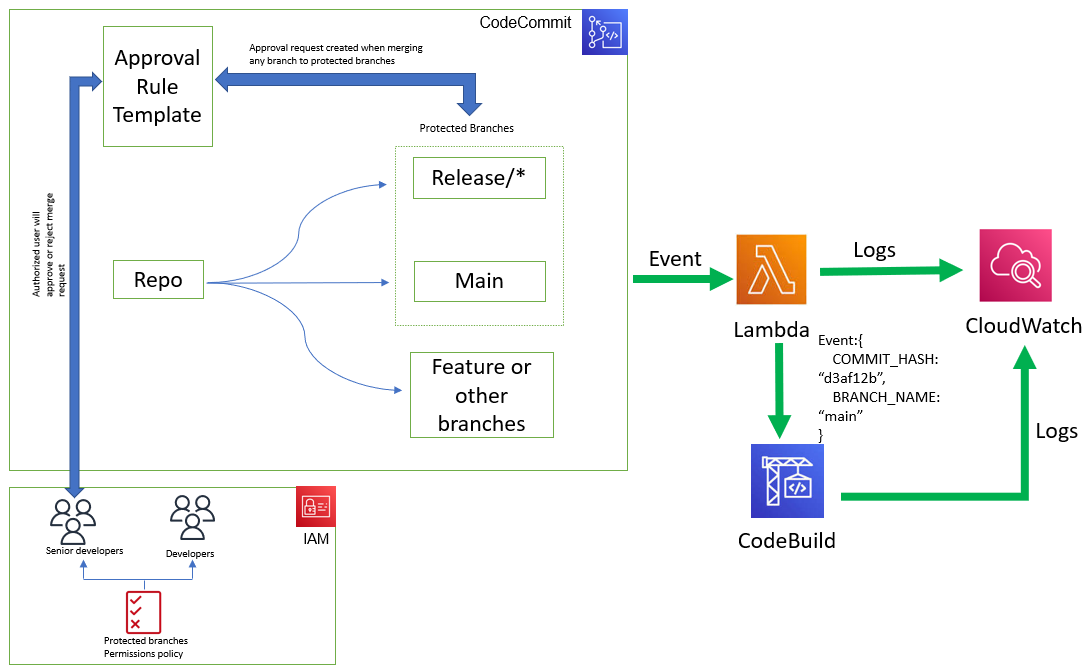 CodeCommit
Approval
Rule
Template
Approval request created when merging
any branch to protected branches
Protected Branches
Release/*
Repo
Main
Feature or
other
branches
Authorized user will
approve or reject merge
request
Event
Lambda
Logs
CloudWatch
Event:{
COMMIT_HASH:
“d3af12b”,
BRANCH_NAME:
“main”
}
CodeBuild
Logs
IAM
Senior developers
Developers
Protected branches
Permissions policy